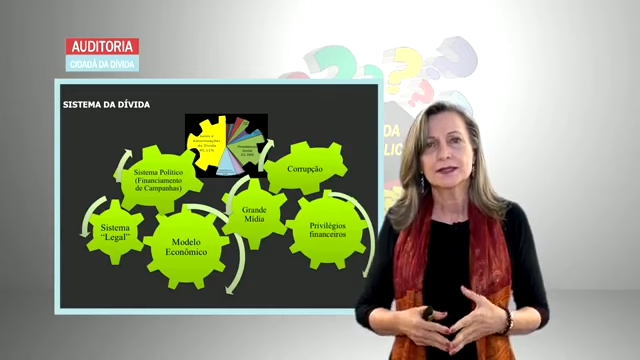 AUDITORIA
CIDADÃ DA DÍVIDA
SISTEMA DA DÍVIDA
Sistema Político
(Financiamento
de Campanhas)
Corrupção
Sistema
“Legal”
Modelo
Econômico
Grande
Mídia
Privilégios
financeiros